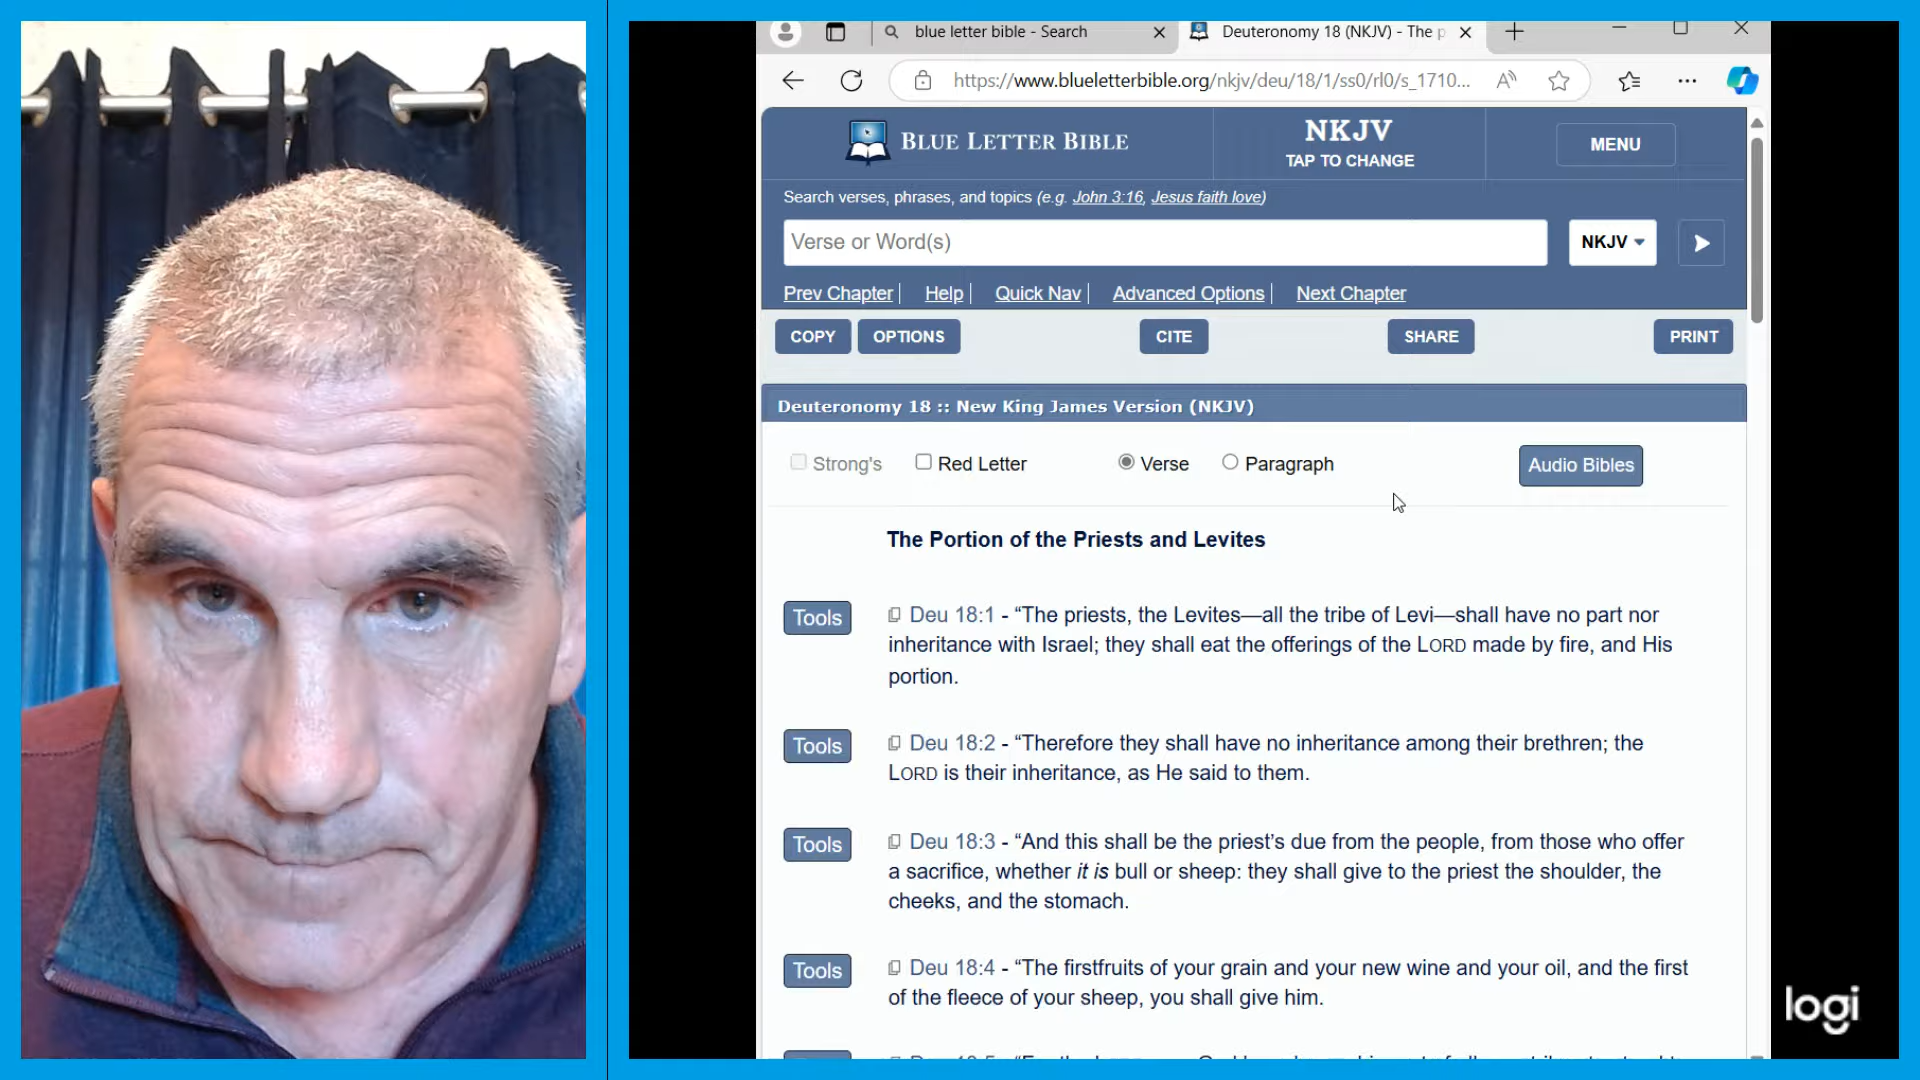 blue letter bible - Search
Deuteronomy 18 (NKJV) - The p
https://www.blueletterbible.org/nkjv/deu/18/1/ss0/rl0/s_1710...
BLUE LETTER BIBLE
NKJV
TAP TO CHANGE
MENU
Search verses, phrases, and topics (e.g. John 3:16, Jesus faith love)
Verse or Word(s)
NKJV
Prev Chapter | Help | Quick Nav | Advanced Options | Next Chapter
COPY OPTIONS CITE SHARE PRINT
Deuteronomy 18 :: New King James Version (NKJV)
Strong's Red Letter Verse Paragraph Audio Bibles
The Portion of the Priests and Levites
Tools Deu 18:1 - “The priests, the Levites—all the tribe of Levi—shall have no part nor
inheritance with Israel; they shall eat the offerings of the LORD made by fire, and His
portion.
Tools Deu 18:2 - “Therefore they shall have no inheritance among their brethren; the
LORD is their inheritance, as He said to them.
Tools Deu 18:3 - “And this shall be the priest’s due from the people, from those who offer
a sacrifice, whether it is bull or sheep: they shall give to the priest the shoulder, the
cheeks, and the stomach.
Tools Deu 18:4 - “The firstfruits of your grain and your new wine and your oil, and the first
of the fleece of your sheep, you shall give him.
logi